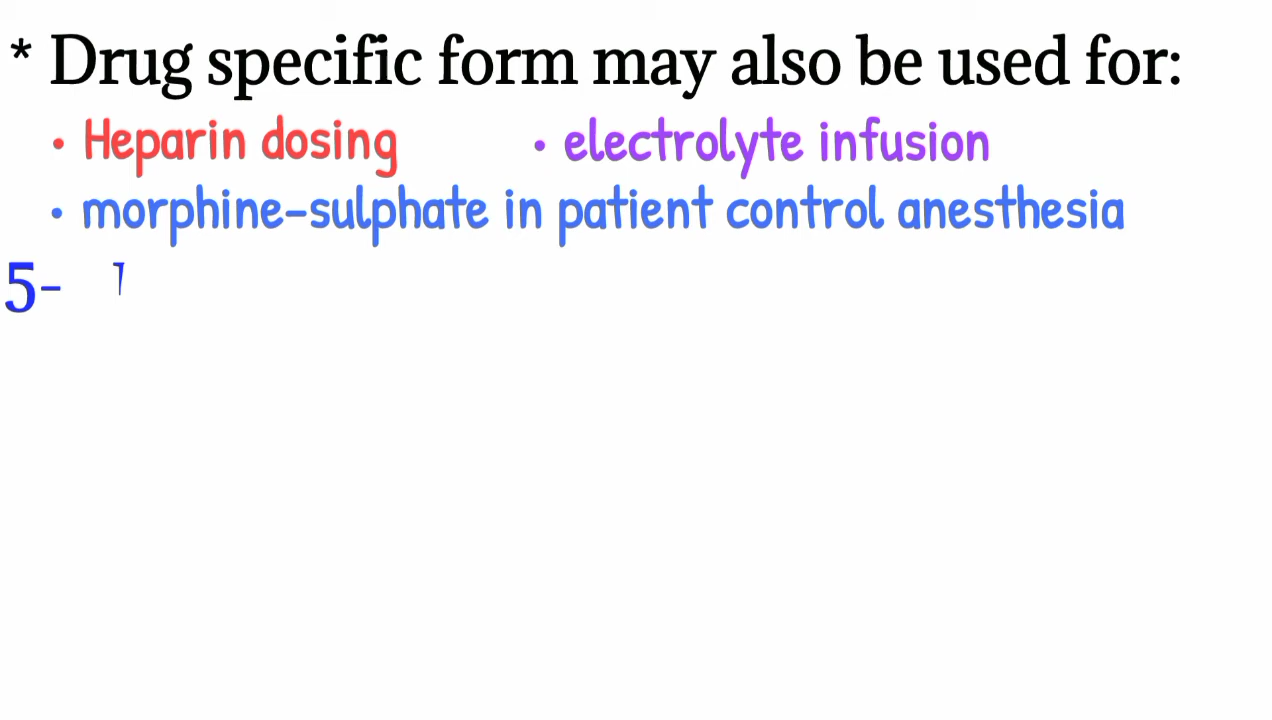 * Drug specific form may also be used for:
• Heparin dosing • electrolyte infusion
• morphine-sulphate in patient control anesthesia
5-